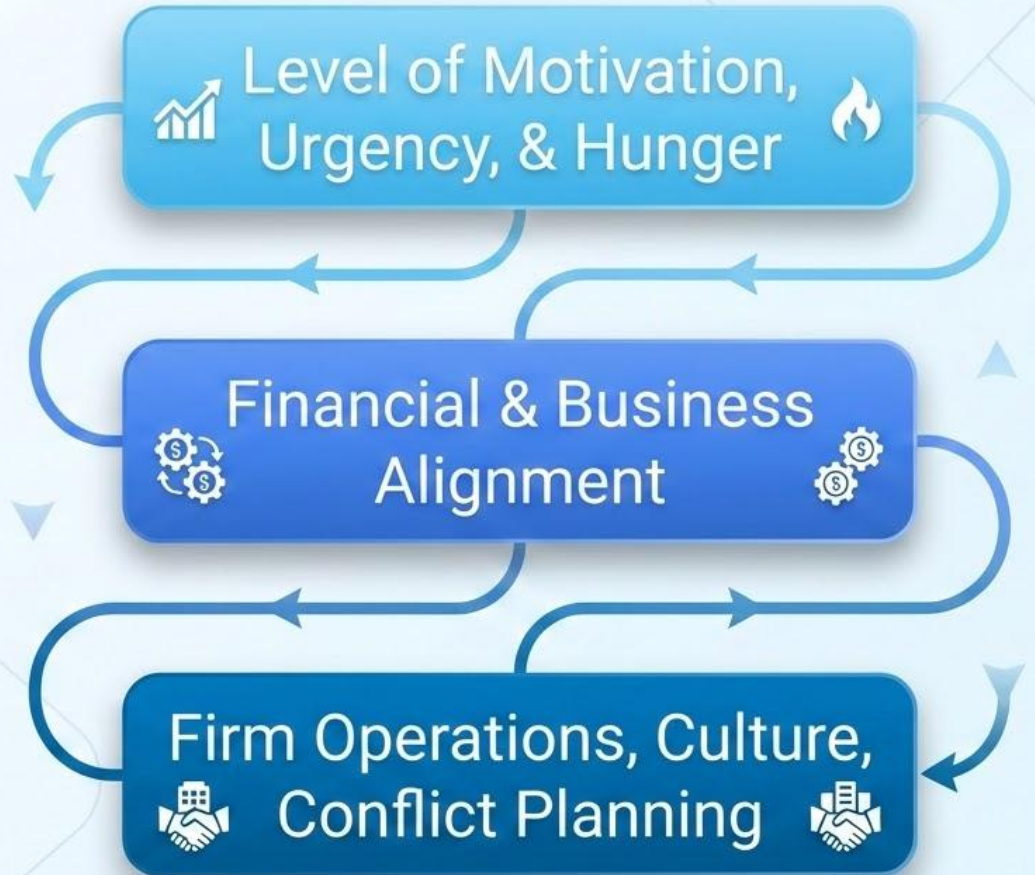 Level of Motivation,
Urgency, & Hunger
Financial & Business
Alignment
Firm Operations, Culture,
Conflict Planning